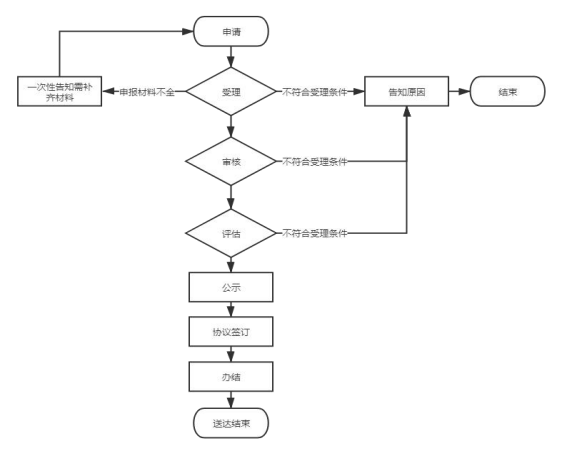 申请
一次性告知需补
齐材料
申报材料不全
受理
不符合受理条件
告知原因
结束
审核
不符合受理条件
评估
不符合受理条件
公示
协议签订
办结
送达结束